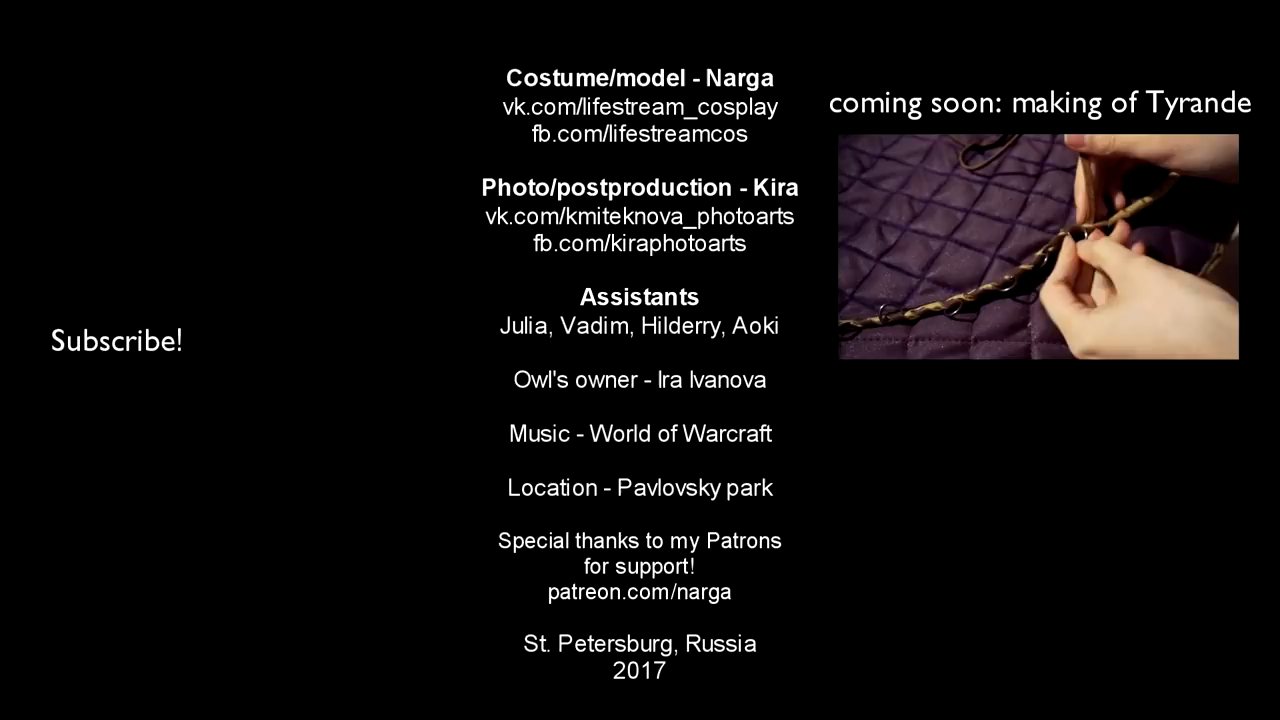 Subscribe!
Costume/model - Narga
vk.com/lifestream_cosplay
fb.com/lifestreamcos
Photo/postproduction - Kira
vk.com/kmiteknova_photoarts
fb.com/kiraphotoarts
Assistants
Julia, Vadim, Hilderry, Aoki
Owl's owner - Ira Ivanova
Music - World of Warcraft
Location - Pavlovsky park
Special thanks to my Patrons
for support!
patreon.com/narga
St. Petersburg, Russia
2017
coming soon: making of Tyrande